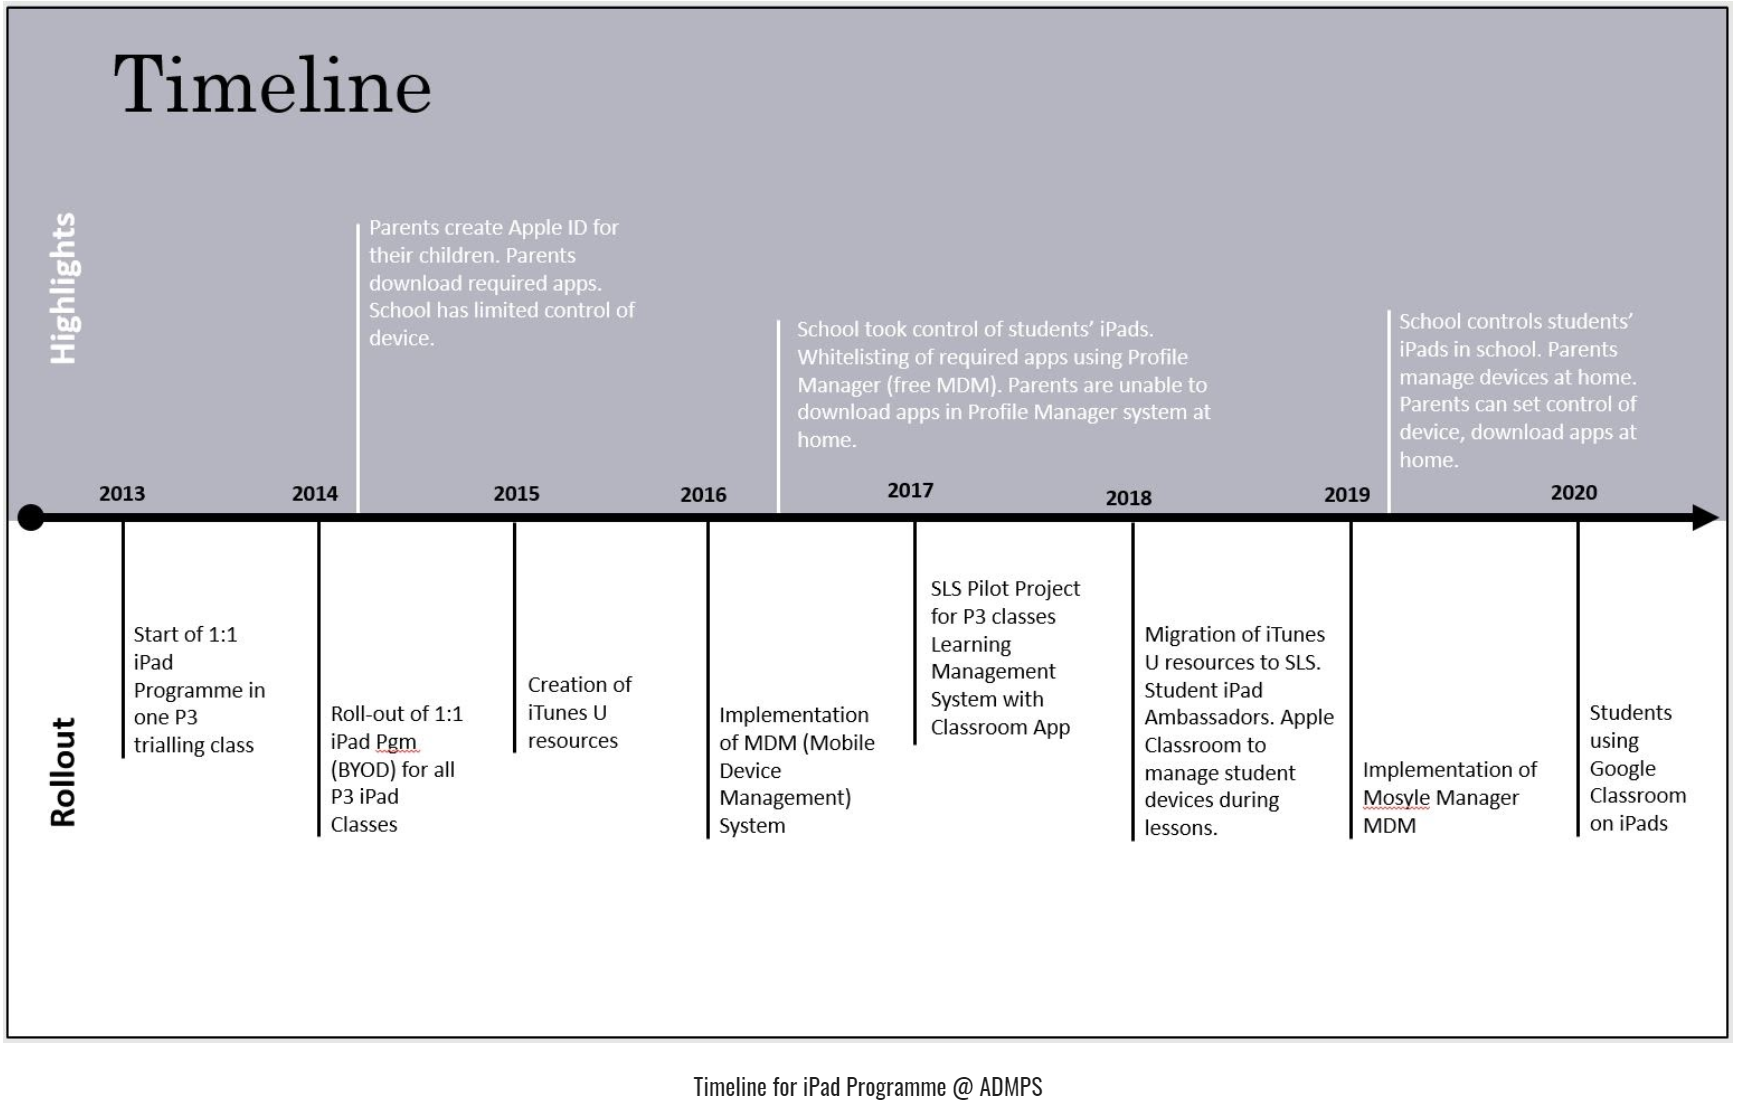 Timeline
Highlights
Parents create Apple ID for
their children. Parents
download required apps.
School has limited control of
device.
School took control of students’ iPads.
Whitelisting of required apps using Profile
Manager (free MDM). Parents are unable to
download apps in Profile Manager system at
home.
School controls students’
iPads in school. Parents
manage devices at home.
Parents can set control of
device, download apps at
home.
2013
2014
2015
2016
2017
2018
2019
2020
Rollout
Start of 1:1
iPad
Programme in
one P3
trialling class
Roll-out of 1:1
iPad Pgm
(BYOD) for all
P3 iPad
Classes
Creation of
iTunes U
resources
Implementation
of MDM (Mobile
Device
Management)
System
SLS Pilot Project
for P3 classes
Learning
Management
System with
Classroom App
Migration of iTunes
U resources to SLS.
Student iPad
Ambassadors. Apple
Classroom to
manage student
devices during
lessons.
Implementation of
Mosyle Manager
MDM
Students
using
Google
Classroom
on iPads
Timeline for iPad Programme @ ADMPS